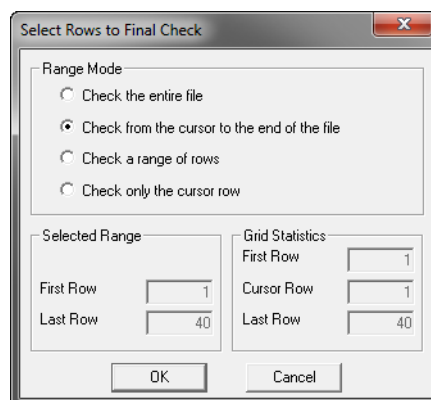 Select Rows to Final Check
Range Mode
Check the entire file
Check from the cursor to the end of the file
Check a range of rows
Check only the cursor row
Selected Range
First Row 1
Last Row 40
Grid Statistics
First Row 1
Cursor Row 1
Last Row 40
OK
Cancel